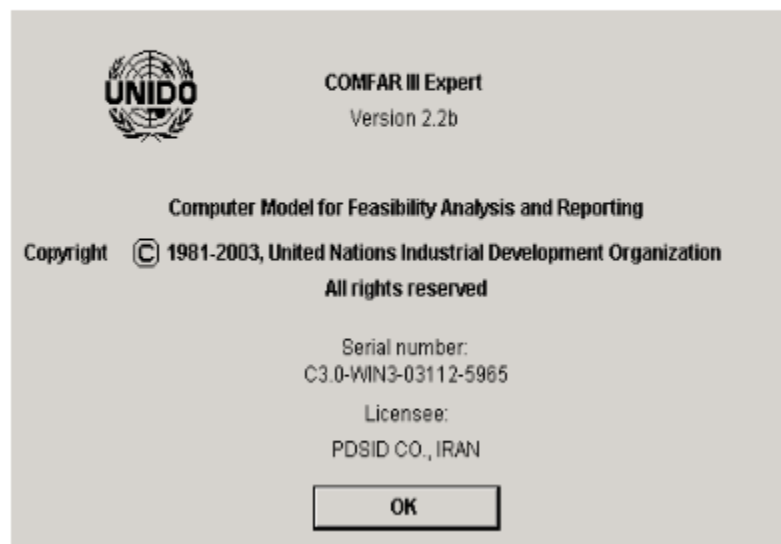 UNIDO
COMFAR III Expert
Version 2.2b
Computer Model for Feasibility Analysis and Reporting
Copyright © 1981-2003, United Nations Industrial Development Organization
All rights reserved
Serial number:
C3.0-WIN3-03112-5965
Licensee:
PDSID CO., IRAN
OK